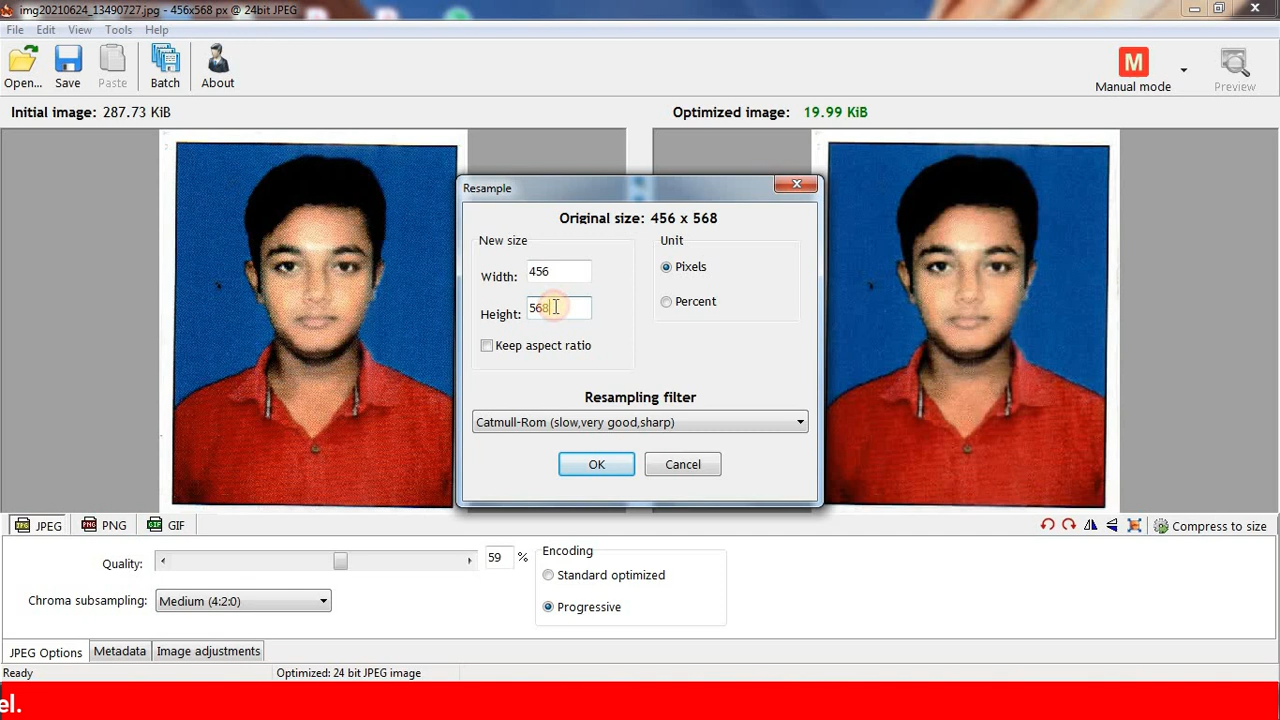 img20210624_13490727.jpg - 456x568 px @ 24bit JPEG
File Edit View Tools Help
Open... Save Paste Batch About
M
Manual mode Preview
Initial image: 287.73 KiB
Optimized image: 19.99 KiB
Resample
Original size: 456 x 568
New size
Unit
Width: 456
Pixels
Height: 568
Percent
Keep aspect ratio
Resampling filter
Catmull-Rom (slow,very good,sharp)
OK Cancel
JPEG PNG GIF
Compress to size
Quality: 59 %
Encoding
Standard optimized
Chroma subsampling: Medium (4:2:0)
Progressive
JPEG Options Metadata Image adjustments
Ready
Optimized: 24 bit JPEG image
el.